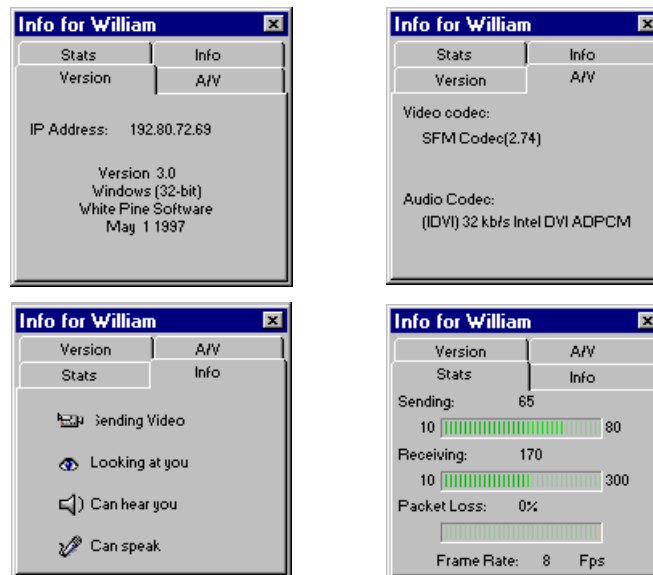 Info for William
Stats Info
Version A/V
IP Address: 192.80.72.69
Version 3.0
Windows (32-bit)
White Pine Software
May 1 1997
Info for William
Stats Info
Version A/V
Video codec:
SFM Codec(2.74)
Audio Codec:
(IDVI) 32 kb/s Intel DVI ADPCM
Info for William
Version A/V
Stats Info
Sending Video
Looking at you
Can hear you
Can speak
Info for William
Version A/V
Stats Info
Sending: 65
10 80
Receiving: 170
10 300
Packet Loss: 0%
Frame Rate: 8 Fps